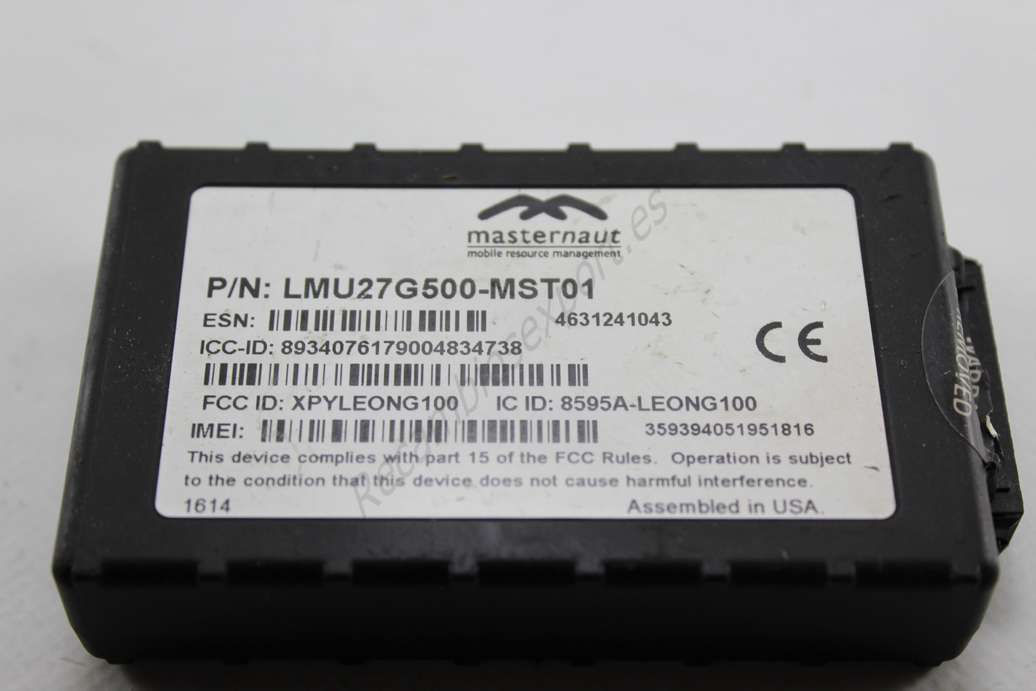 masternaut
mobile resource management
P/N: LMU27G500-MST01
ESN: 4631241043
ICC-ID: 8934076179004834738
FCC ID: XPYLEONG100 IC ID: 8595A-LEONG100
IMEI: 359394051951816
This device complies with part 15 of the FCC Rules. Operation is subject
to the condition that this device does not cause harmful interference.
1614 Assembled in USA.
CE
Recambiosexport.es